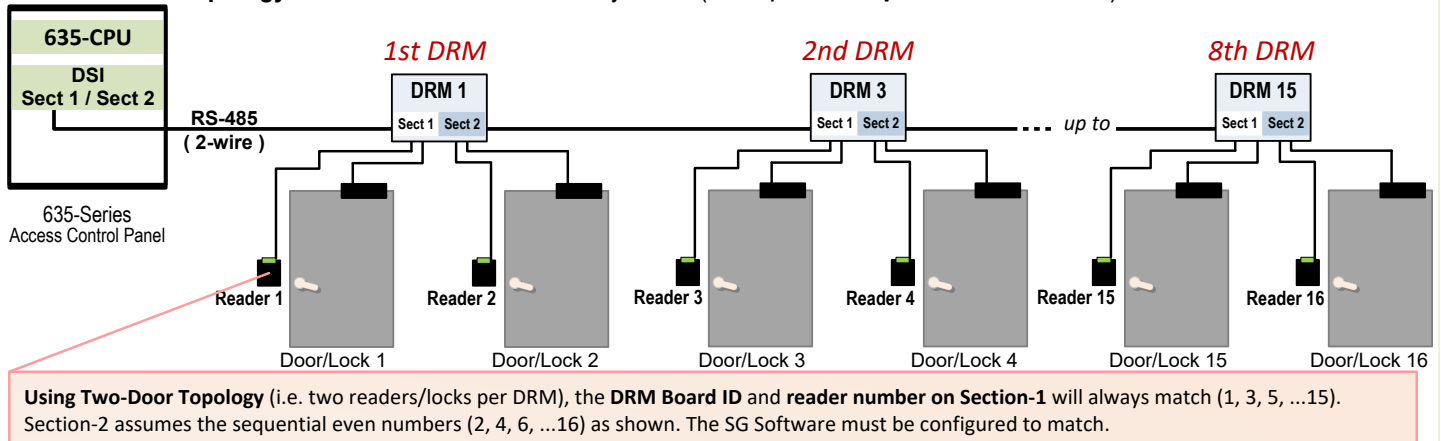 635-CPU
DSI
Sect 1 / Sect 2
RS-485
( 2-wire )
635-Series
Access Control Panel
1st DRM
2nd DRM
8th DRM
DRM 1
Sect 1 Sect 2
DRM 3
Sect 1 Sect 2
up to
DRM 15
Sect 1 Sect 2
Reader 1
Reader 2
Reader 3
Reader 4
Reader 15
Reader 16
Door/Lock 1
Door/Lock 2
Door/Lock 3
Door/Lock 4
Door/Lock 15
Door/Lock 16
Using Two-Door Topology (i.e. two readers/locks per DRM), the DRM Board ID and reader number on Section-1 will always match (1, 3, 5, ...15).
Section-2 assumes the sequential even numbers (2, 4, 6, ...16) as shown. The SG Software must be configured to match.